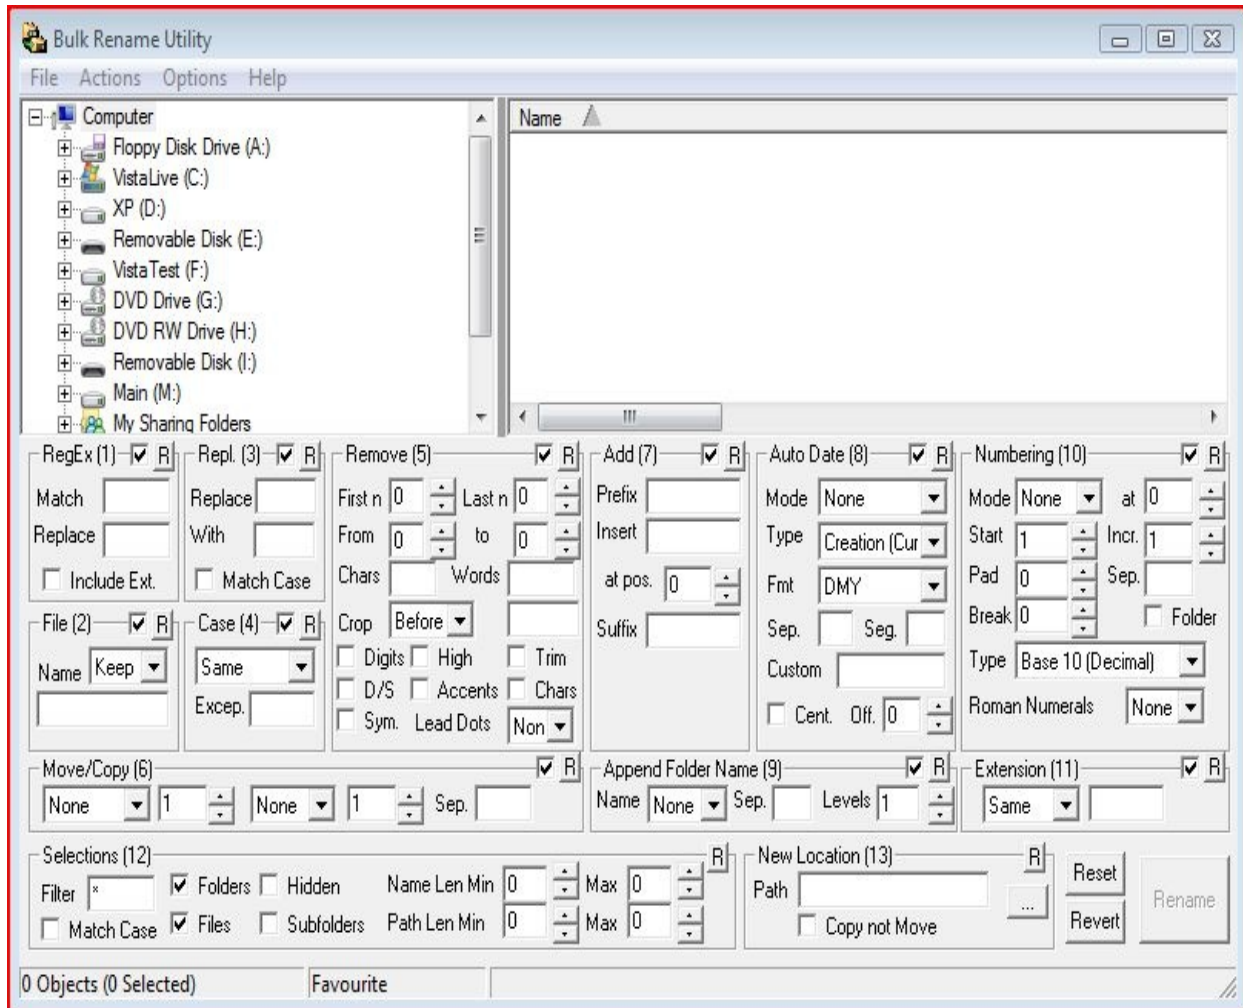 Bulk Rename Utility
File Actions Options Help
Computer
Floppy Disk Drive (A:)
VistaLive (C:)
XP (D:)
Removable Disk (E:)
VistaTest (F:)
DVD Drive (G:)
DVD RW Drive (H:)
Removable Disk (I:)
Main (M:)
My Sharing Folders
Name
RegEx (1) R
Match
Replace
Include Ext.
Repl. (3) R
Replace
With
Match Case
File (2) R
Name Keep
Case (4) R
Same
Excep.
Remove (5) R
First n 0 Last n 0
From 0 to 0
Chars Words
Crop Before
Digits High Trim
D/S Accents Chars
Sym. Lead Dots Non
Add (7) R
Prefix
Insert
at pos. 0
Suffix
Auto Date (8) R
Mode None
Type Creation (Cur
Fmt DMY
Sep. Seg.
Custom
Cent. Off. 0
Numbering (10) R
Mode None at 0
Start 1 Incr. 1
Pad 0 Sep.
Break 0 Folder
Type Base 10 (Decimal)
Roman Numerals None
Move/Copy (6) R
None 1 None 1 Sep.
Append Folder Name (9) R
Name None Sep. Levels 1
Extension (11) R
Same
Selections (12) R
Filter * Folders Hidden Name Len Min 0 Max 0
Match Case Files Subfolders Path Len Min 0 Max 0
New Location (13) R
Path ...
Copy not Move
Reset
Revert
Rename
0 Objects (0 Selected) Favourite